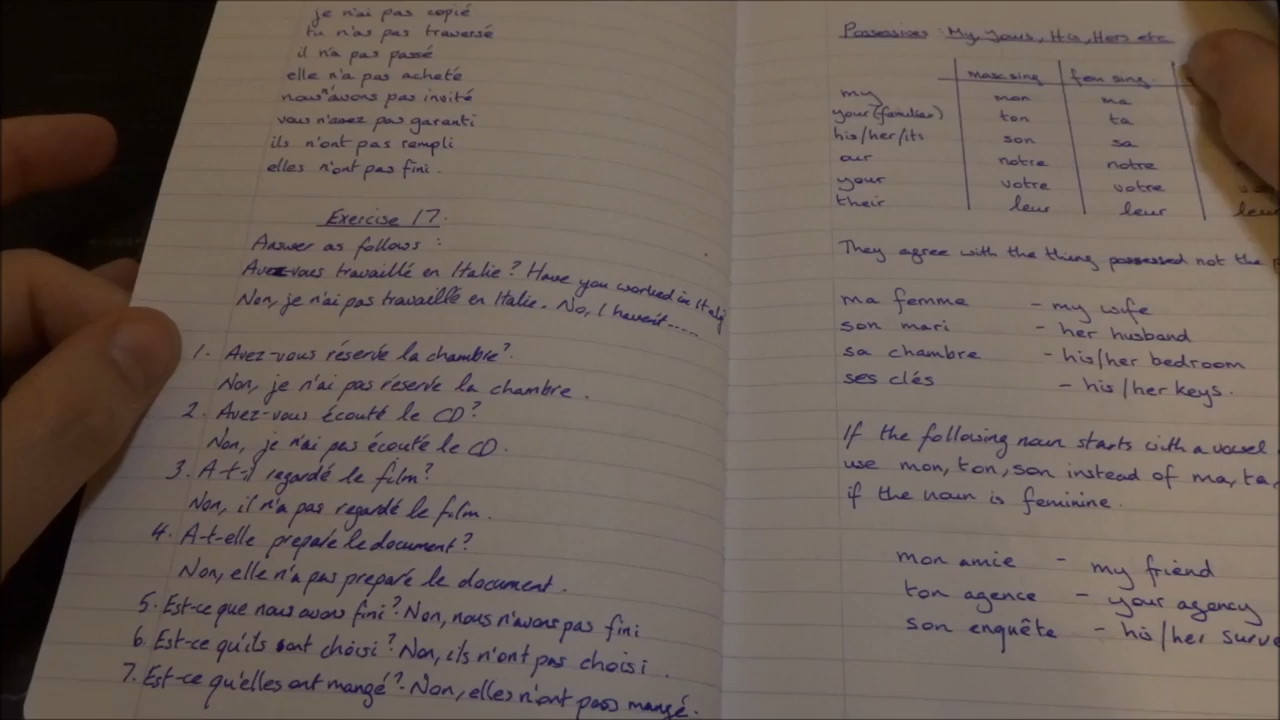 je n'ai pas copié
tu n'as pas traversé
il n'a pas passé
elle n'a pas acheté
nous n'avons pas invité
vous n'avez pas garanti
ils n'ont pas rempli
elles n'ont pas fini.
Exercise 17.
Answer as follows :
Avez-vous travaillé en Italie? Have you worked in Italy
Non, je n'ai pas travaillé en Italie. No, I haven't-----
1. Avez-vous réservé la chambre?
Non, je n'ai pas réservé la chambre.
2. Avez-vous écouté le CD?
Non, je n'ai pas écouté le CD.
3. A-t-il regardé le film?
Non, il n'a pas regardé le film.
4. A-t-elle preparé le document?
Non, elle n'a pas preparé le document.
5. Est-ce que nous avons fini? Non, nous n'avons pas fini
6. Est-ce qu'ils ont choisi? Non, ils n'ont pas choisi.
7. Est-ce qu'elles ont mangé? - Non, elles n'ont pas mangé.
Possessives : My, Yours, His, Hers etc
masc sing fem sing.
my mon ma
your (familiar) ton ta
his/her/its son sa
our notre notre
your votre votre
their leur leur leur
They agree with the thing possessed not the
ma femme - my wife
son mari - her husband
sa chambre - his/her bedroom
ses clés - his/her keys.
If the following noun starts with a vowel
use mon, ton, son instead of ma, ta,
if the noun is feminine.
mon amie - my friend
ton agence - your agency
son enquête - his/her surve